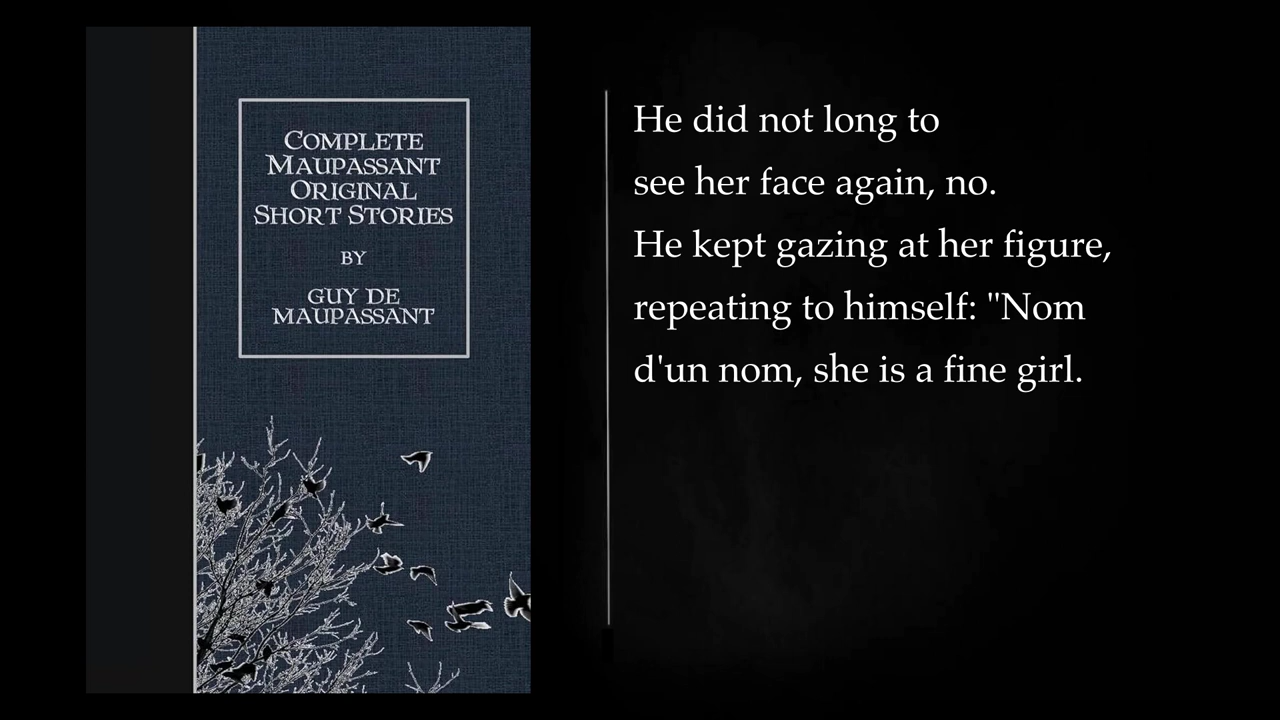 COMPLETE
MAUPASSANT
ORIGINAL
SHORT STORIES
BY
GUY DE
MAUPASSANT
He did not long to
see her face again, no.
He kept gazing at her figure,
repeating to himself: "Nom
d'un nom, she is a fine girl.